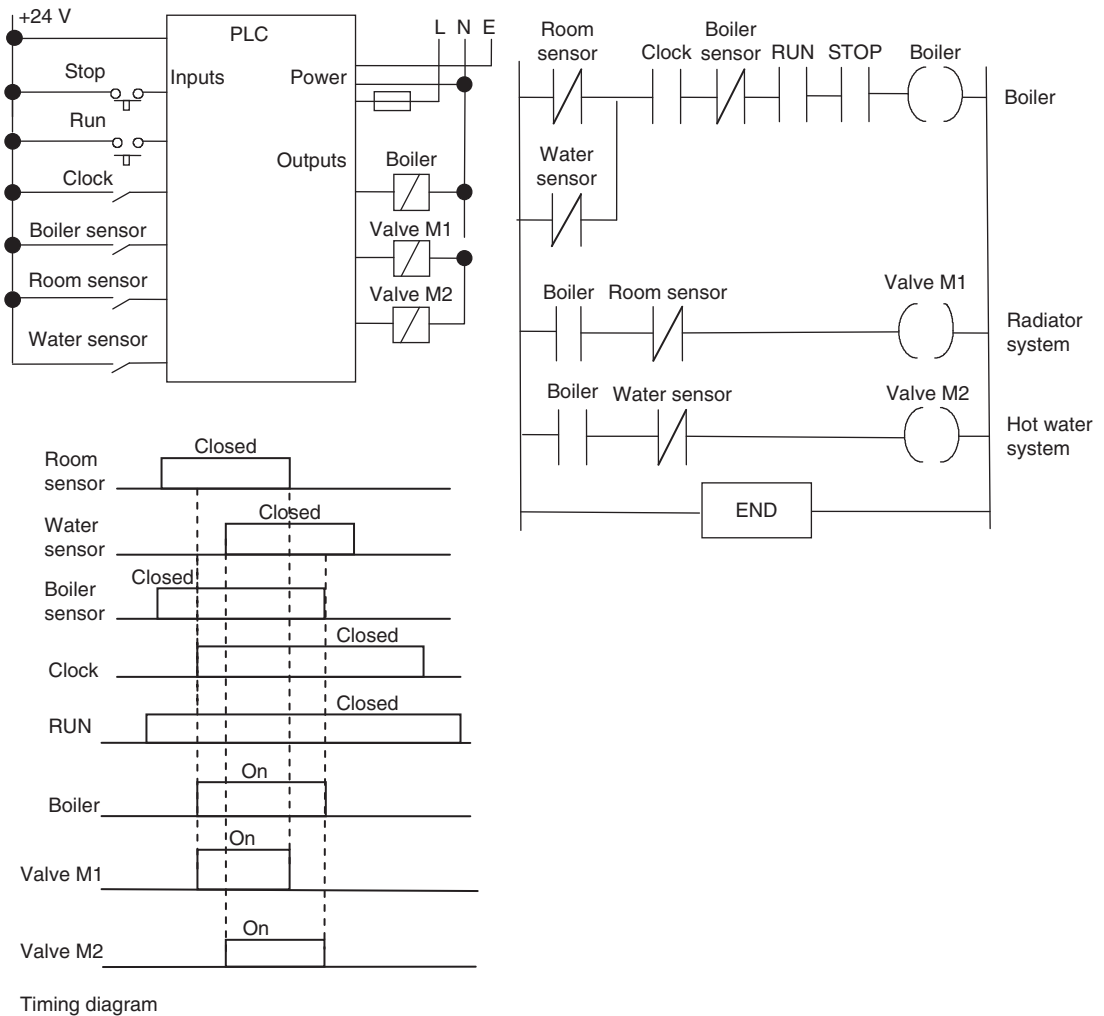 +24 V
PLC
L N E
Stop
Inputs
Power
Run
Outputs
Boiler
Clock
Valve M1
Boiler sensor
Room sensor
Valve M2
Water sensor
Room
sensor
Clock
Boiler
sensor
RUN
STOP
Boiler
Boiler
Water
sensor
Boiler
Room sensor
Valve M1
Radiator
system
Boiler
Water sensor
Valve M2
Hot water
system
END
Room
sensor
Closed
Water
sensor
Closed
Boiler
sensor
Closed
Clock
Closed
RUN
Closed
Boiler
On
Valve M1
On
Valve M2
On
Timing diagram